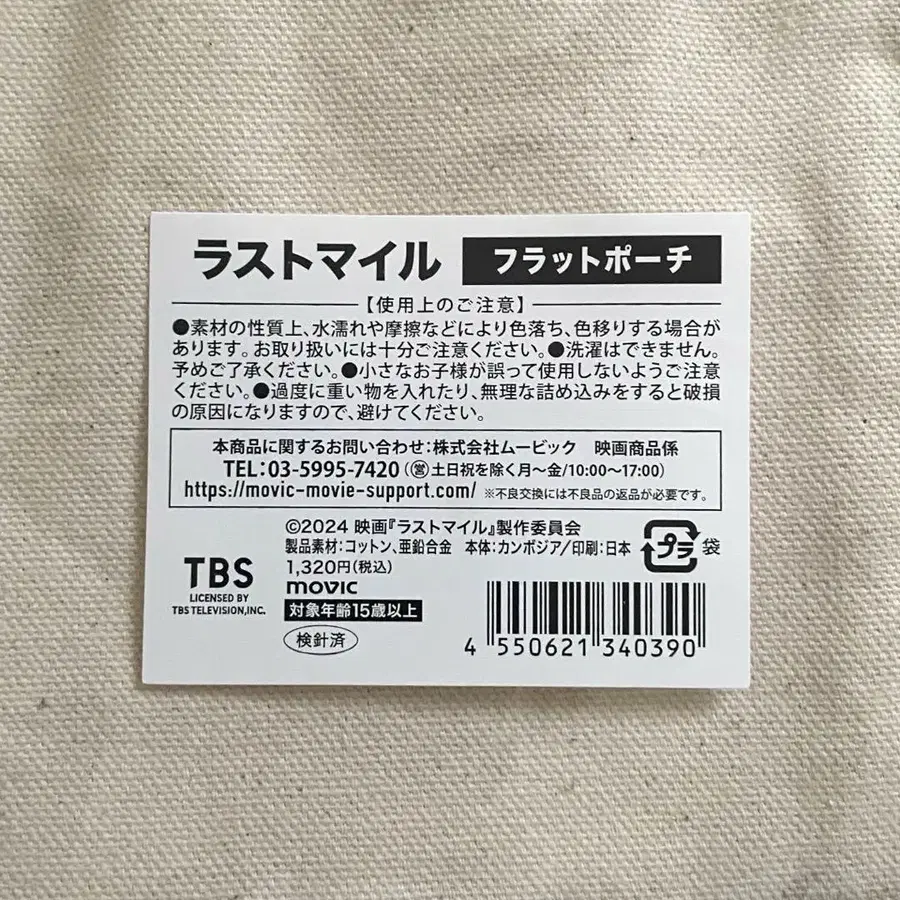 ラストマイル フラットポーチ
【使用上のご注意】
●素材の性質上、水濡れや摩擦などにより色落ち、色移りする場合が
あります。お取り扱いには十分ご注意ください。●洗濯はできません。
予めご了承ください。●小さなお子様が誤って使用しないようご注意
ください。●過度に重い物を入れたり、無理な詰め込みをすると破損
の原因になりますので、避けてください。
本商品に関するお問い合わせ:株式会社ムービック 映画商品係
TEL:03-5995-7420(㊡土日祝を除く月~金/10:00~17:00)
https://movic-movie-support.com/ ※不良交換には不良品の返品が必要です。
©2024 映画『ラストマイル』製作委員会
製品素材:コットン、亜鉛合金 本体:カンボジア/印刷:日本
1,320円(税込)
movic
対象年齢15歳以上
検針済
プラ 袋
TBS
LICENSED BY
TBS TELEVISION,INC.
4 550621 340390